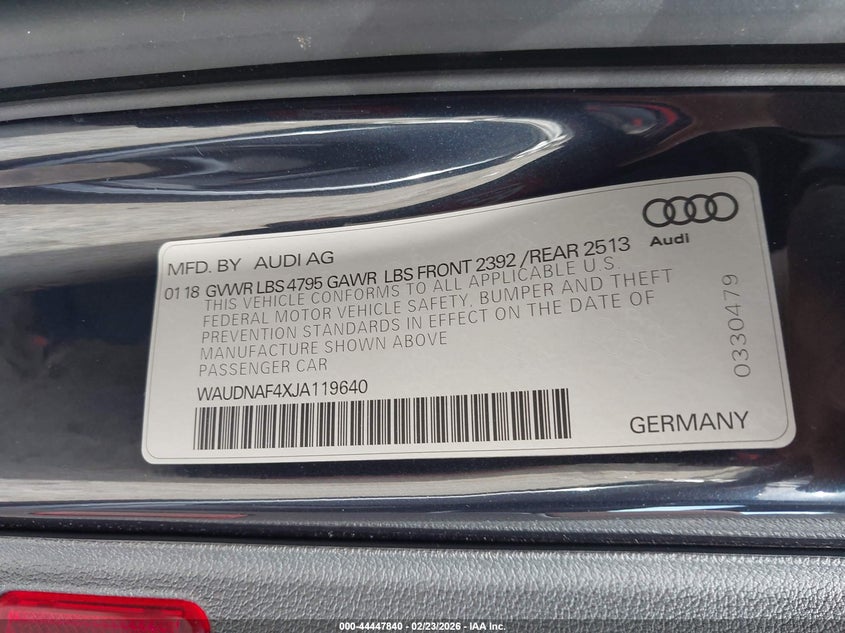 MFD. BY AUDI AG
Audi
01 18 GVWR LBS 4795 GAWR LBS FRONT 2392 /REAR 2513
THIS VEHICLE CONFORMS TO ALL APPLICABLE U.S.
FEDERAL MOTOR VEHICLE SAFETY, BUMPER AND THEFT
PREVENTION STANDARDS IN EFFECT ON THE DATE OF
MANUFACTURE SHOWN ABOVE
PASSENGER CAR
0330479
WAUDNAF4XJA119640
GERMANY
000-44447840 - 02/23/2026 - IAA Inc.